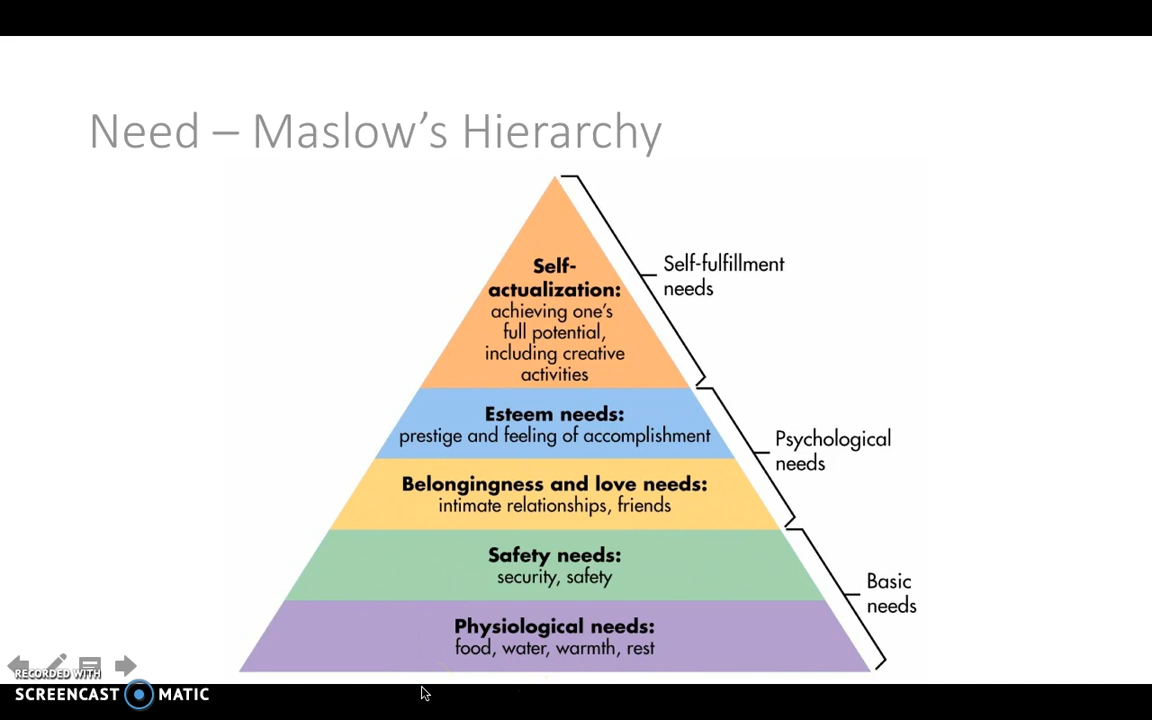 Need – Maslow's Hierarchy
Self-
actualization:
achieving one's
full potential,
including creative
activities
Self-fulfillment
needs
Esteem needs:
prestige and feeling of accomplishment
Psychological
needs
Belongingness and love needs:
intimate relationships, friends
Safety needs:
security, safety
Basic
needs
Physiological needs:
food, water, warmth, rest
RECORDED WITH
SCREENCAST MATIC